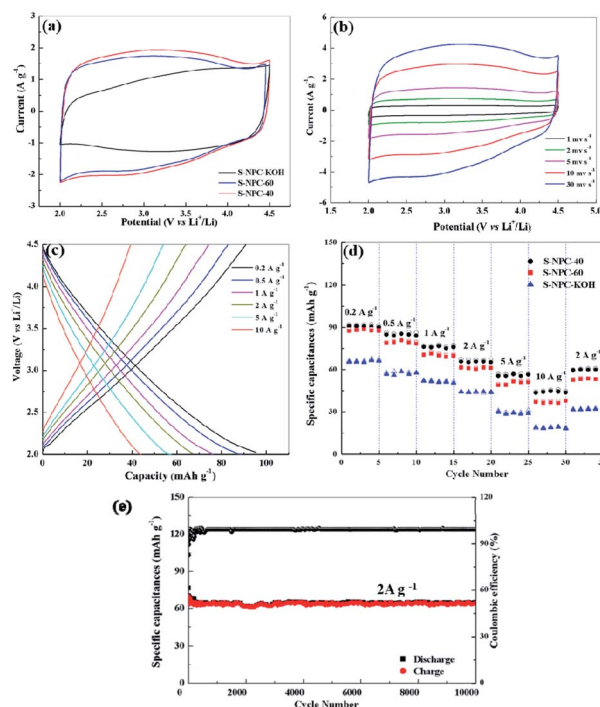 (a)
Current (A g⁻¹)
3
2
1
0
-1
-2
-3
2.0 2.5 3.0 3.5 4.0 4.5
Potential (V vs Li⁺/Li)
S-NPC-KOH
S-NPC-60
S-NPC-40
(b)
Current (A g⁻¹)
6
4
2
0
-2
-4
-6
1.5 2.0 2.5 3.0 3.5 4.0 4.5 5.0
Potential (V vs Li⁺/Li)
1 mv s⁻¹
2 mv s⁻¹
5 mv s⁻¹
10 mv s⁻¹
30 mv s⁻¹
(c)
Voltage (V vs Li⁺/Li)
4.5
4.0
3.5
3.0
2.5
2.0
0 20 40 60 80 100
Capacity (mAh g⁻¹)
0.2 A g⁻¹
0.5 A g⁻¹
1 A g⁻¹
2 A g⁻¹
5 A g⁻¹
10 A g⁻¹
(d)
Specific capacitances (mAh g⁻¹)
150
120
90
60
30
0
0 5 10 15 20 25 30
Cycle Number
S-NPC-40
S-NPC-60
S-NPC-KOH
0.2 A g⁻¹
0.5 A g⁻¹
1 A g⁻¹
2 A g⁻¹
5 A g⁻¹
10 A g⁻¹
2 A g⁻¹
(e)
Specific capacitances (mAh g⁻¹)
150
120
90
60
30
0
0 2000 4000 6000 8000 10000
Cycle Number
Coulombic efficiency (%)
120
100
80
60
40
20
0
2A g⁻¹
Discharge
Charge